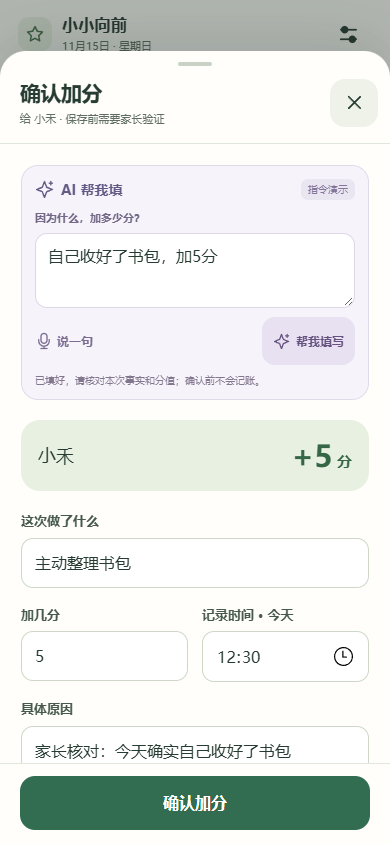 小小向前
11月15日 · 星期日
确认加分
给 小禾 · 保存前需要家长验证
AI 帮我填
指令演示
因为什么，加多少分?
自己收好了书包，加5分
说一句
帮我填写
已填好，请核对本次事实和分值；确认前不会记账。
小禾
+5 分
这次做了什么
主动整理书包
加几分
记录时间 · 今天
5
12:30
具体原因
家长核对：今天确实自己收好了书包
确认加分